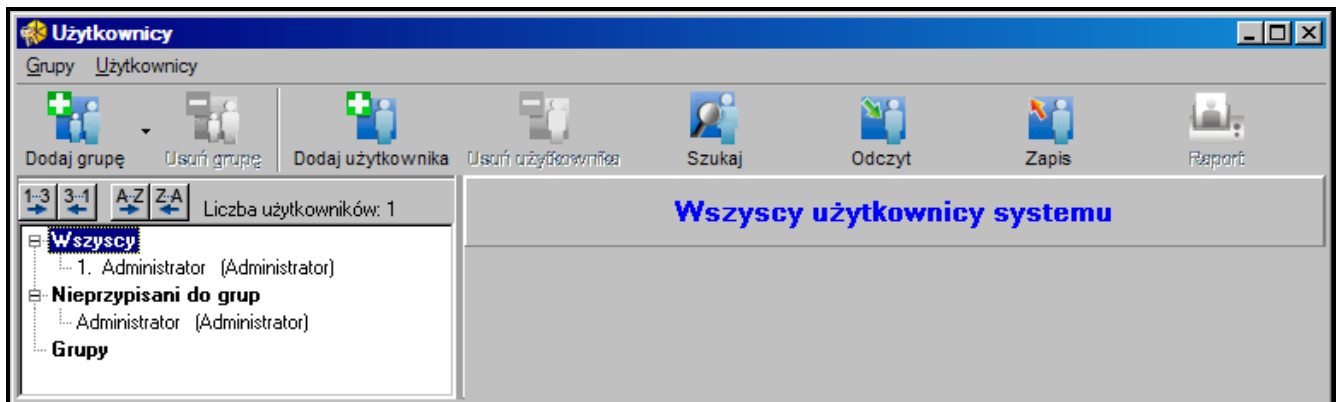 Użytkownicy
Grupy Użytkownicy
Dodaj grupę Usuń grupę Dodaj użytkownika Usuń użytkownika Szukaj Odczyt Zapis Raport
1-3 3-1 A-Z Z-A Liczba użytkowników: 1
Wszyscy użytkownicy systemu
Wszyscy
1. Administrator (Administrator)
Nieprzypisani do grup
Administrator (Administrator)
Grupy